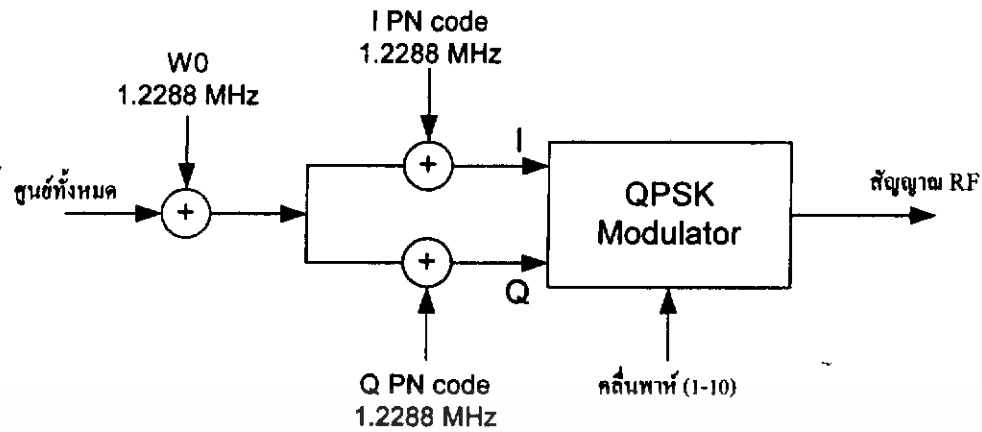 I PN code
1.2288 MHz
W0
1.2288 MHz
I
ศูนย์ทั้งหมด
+
+
QPSK
Modulator
สัญญาณ RF
+
Q
Q PN code
1.2288 MHz
คลื่นพาห์ (1-10)